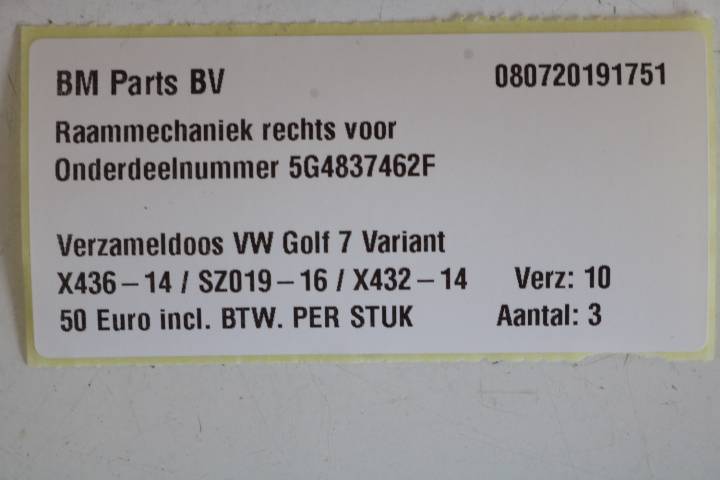 BM Parts BV 080720191751
Raammechaniek rechts voor
Onderdeelnummer 5G4837462F
Verzameldoos VW Golf 7 Variant
X436-14 / SZ019-16 / X432-14 Verz: 10
50 Euro incl. BTW. PER STUK Aantal: 3